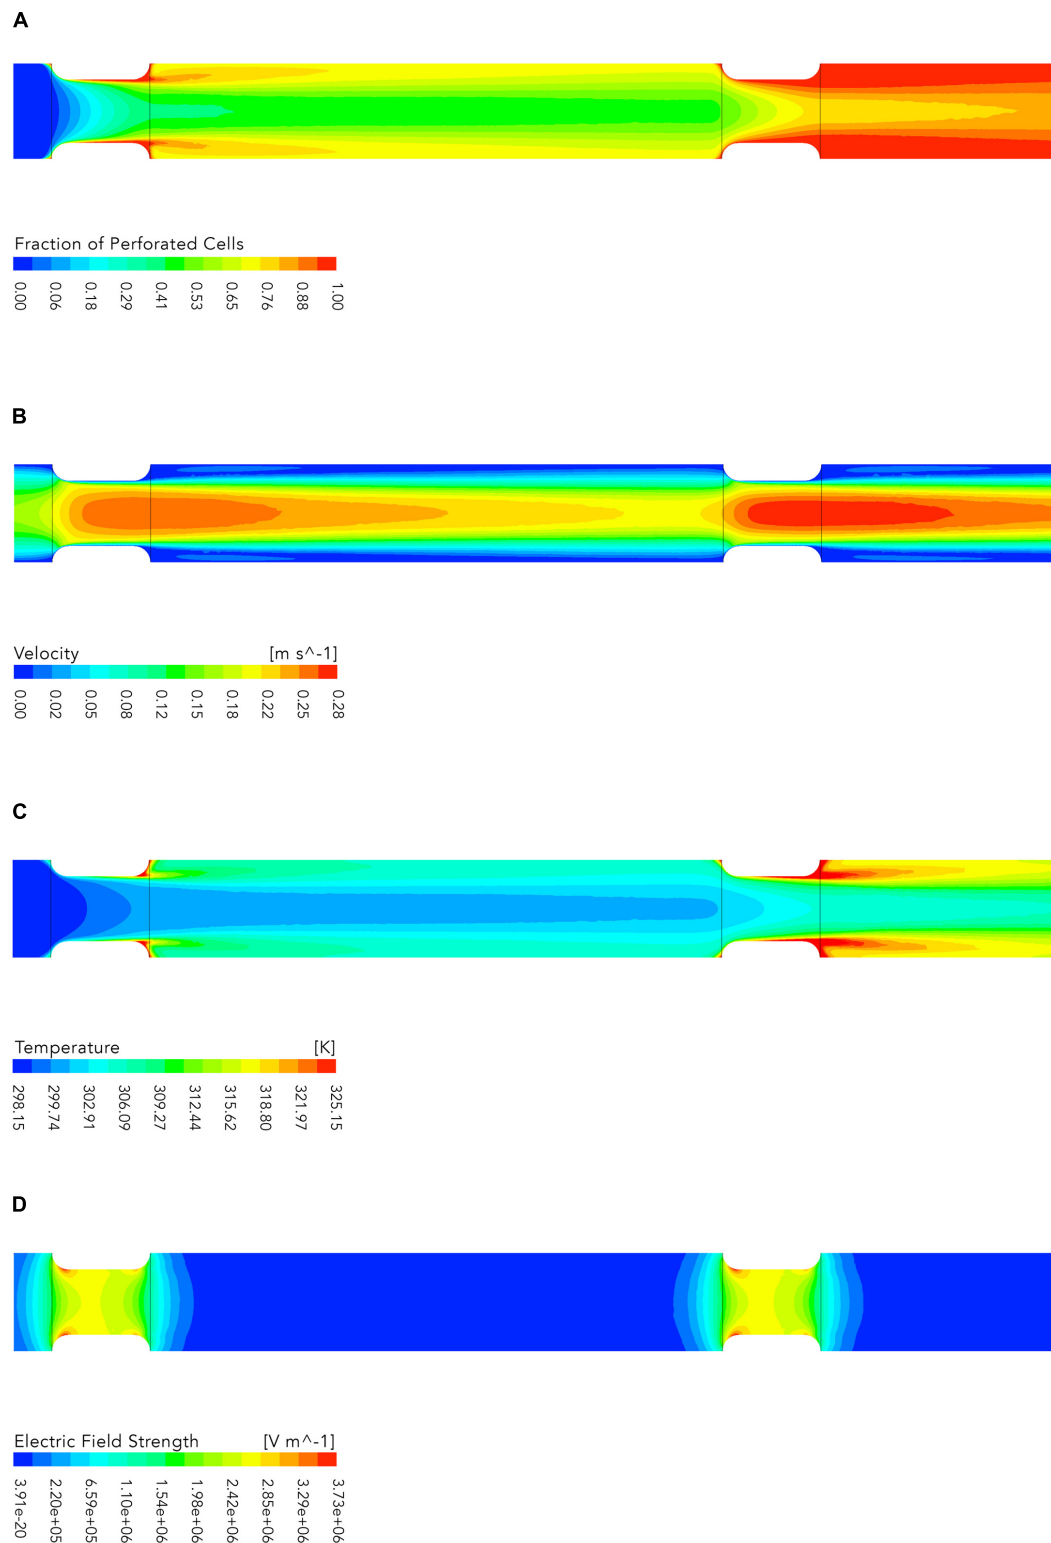 A
Fraction of Perforated Cells
0.00 0.06 0.18 0.29 0.41 0.53 0.65 0.76 0.88 1.00
B
Velocity [m s^-1]
0.00 0.02 0.05 0.08 0.12 0.15 0.18 0.22 0.25 0.28
C
Temperature [K]
298.15 299.74 302.91 306.09 309.27 312.44 315.62 318.80 321.97 325.15
D
Electric Field Strength [V m^-1]
3.91e-20 2.20e+05 6.59e+05 1.10e+06 1.54e+06 1.98e+06 2.42e+06 2.85e+06 3.29e+06 3.73e+06